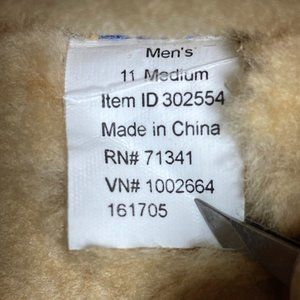 Men's
11 Medium
Item ID 302554
Made in China
RN# 71341
VN# 1002664
161705